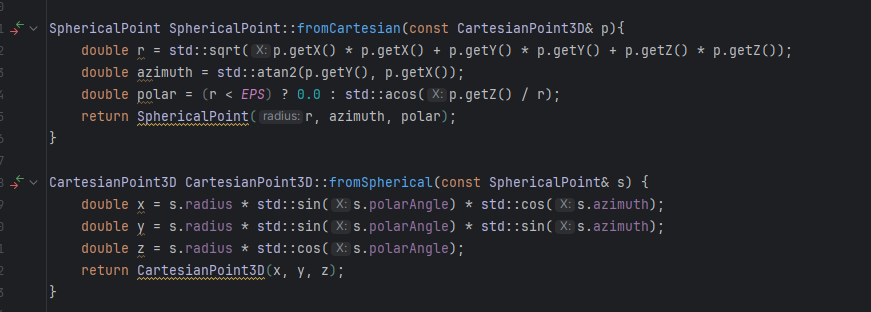 SphericalPoint SphericalPoint::fromCartesian(const CartesianPoint3D& p){
    double r = std::sqrt(X: p.getX() * p.getX() + p.getY() * p.getY() + p.getZ() * p.getZ());
    double azimuth = std::atan2(p.getY(), p.getX());
    double polar = (r < EPS) ? 0.0 : std::acos(X: p.getZ() / r);
    return SphericalPoint(radius: r, azimuth, polar);
}
CartesianPoint3D CartesianPoint3D::fromSpherical(const SphericalPoint& s) {
    double x = s.radius * std::sin(X: s.polarAngle) * std::cos(X: s.azimuth);
    double y = s.radius * std::sin(X: s.polarAngle) * std::sin(X: s.azimuth);
    double z = s.radius * std::cos(X: s.polarAngle);
    return CartesianPoint3D(x, y, z);
}